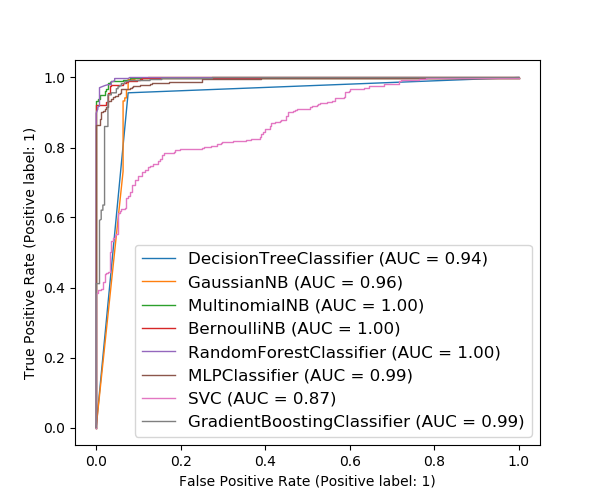 True Positive Rate (Positive label: 1)
1.0
0.8
0.6
0.4
0.2
0.0
DecisionTreeClassifier (AUC = 0.94)
GaussianNB (AUC = 0.96)
MultinomialNB (AUC = 1.00)
BernoulliNB (AUC = 1.00)
RandomForestClassifier (AUC = 1.00)
MLPClassifier (AUC = 0.99)
SVC (AUC = 0.87)
GradientBoostingClassifier (AUC = 0.99)
0.0 0.2 0.4 0.6 0.8 1.0
False Positive Rate (Positive label: 1)